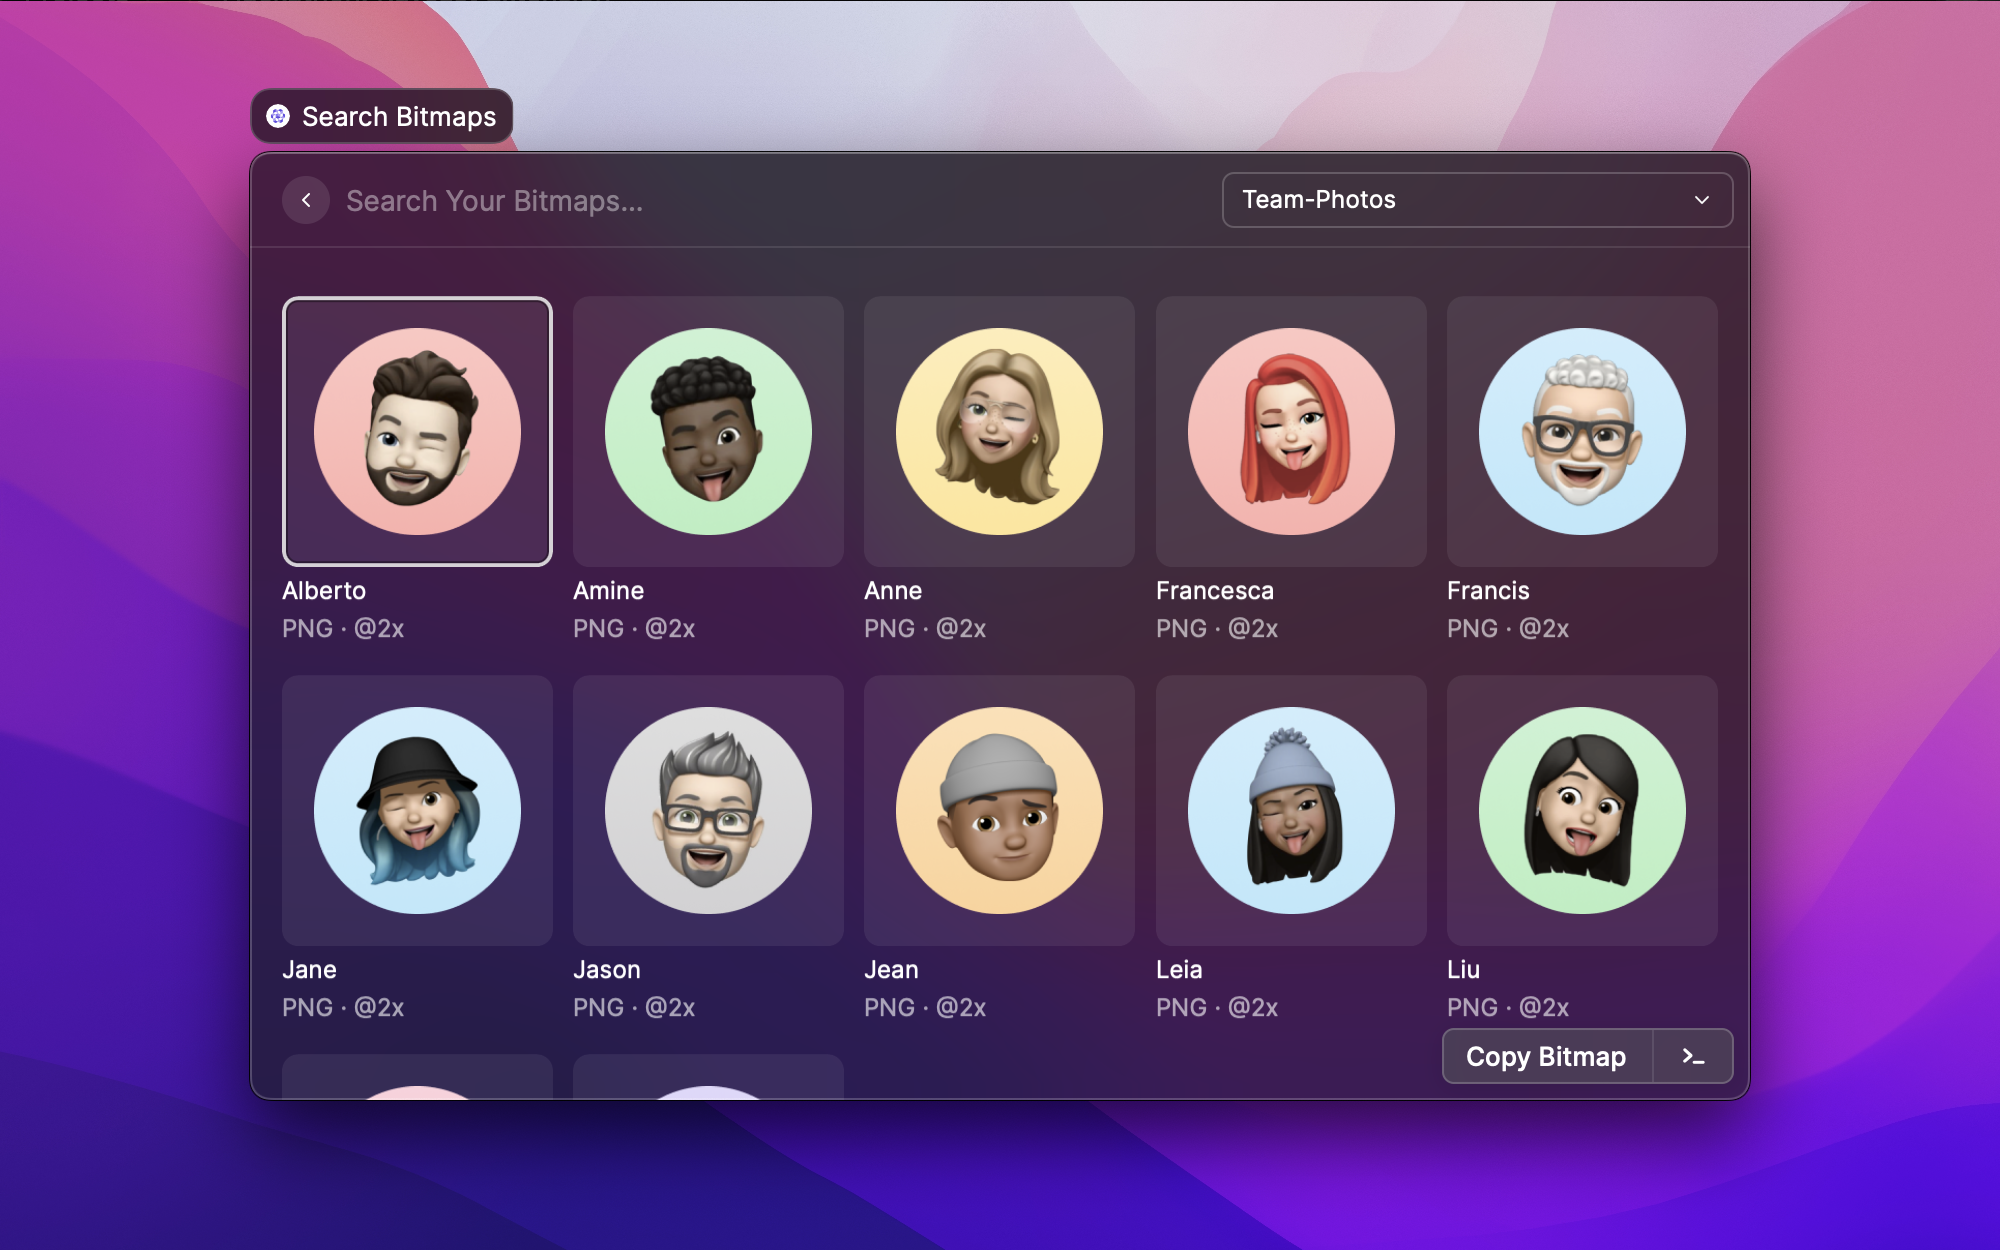 Search Bitmaps
Search Your Bitmaps...
Team-Photos
Alberto
PNG · @2x
Amine
PNG · @2x
Anne
PNG · @2x
Francesca
PNG · @2x
Francis
PNG · @2x
Jane
PNG · @2x
Jason
PNG · @2x
Jean
PNG · @2x
Leia
PNG · @2x
Liu
PNG · @2x
Copy Bitmap